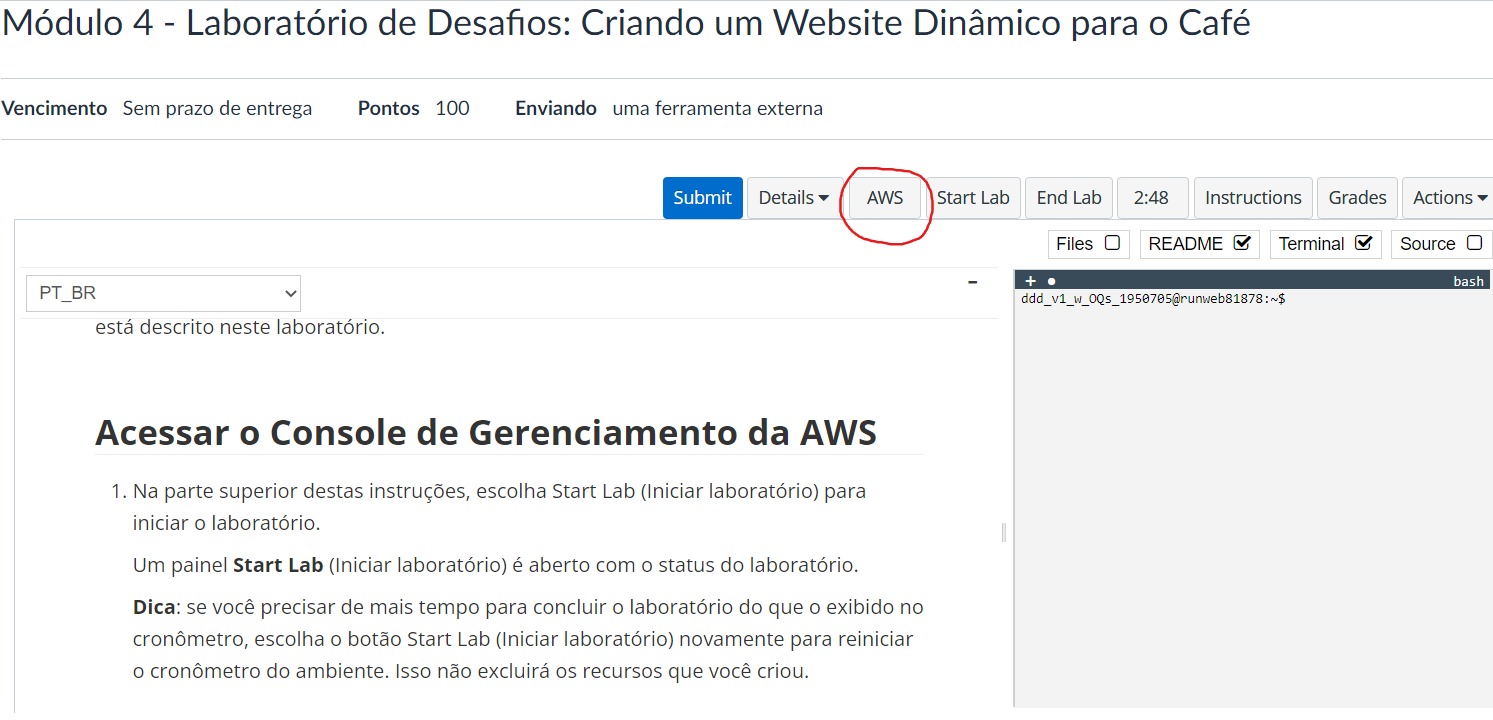 Módulo 4 - Laboratório de Desafios: Criando um Website Dinâmico para o Café
Vencimento Sem prazo de entrega Pontos 100 Enviando uma ferramenta externa
Submit Details AWS Start Lab End Lab 2:48 Instructions Grades Actions
Files README Terminal Source
PT_BR
está descrito neste laboratório.
Acessar o Console de Gerenciamento da AWS
1. Na parte superior destas instruções, escolha Start Lab (Iniciar laboratório) para
iniciar o laboratório.
Um painel Start Lab (Iniciar laboratório) é aberto com o status do laboratório.
Dica: se você precisar de mais tempo para concluir o laboratório do que o exibido no
cronômetro, escolha o botão Start Lab (Iniciar laboratório) novamente para reiniciar
o cronômetro do ambiente. Isso não excluirá os recursos que você criou.
bash
ddd_v1_w_OQs_1950705@runweb81878:~$